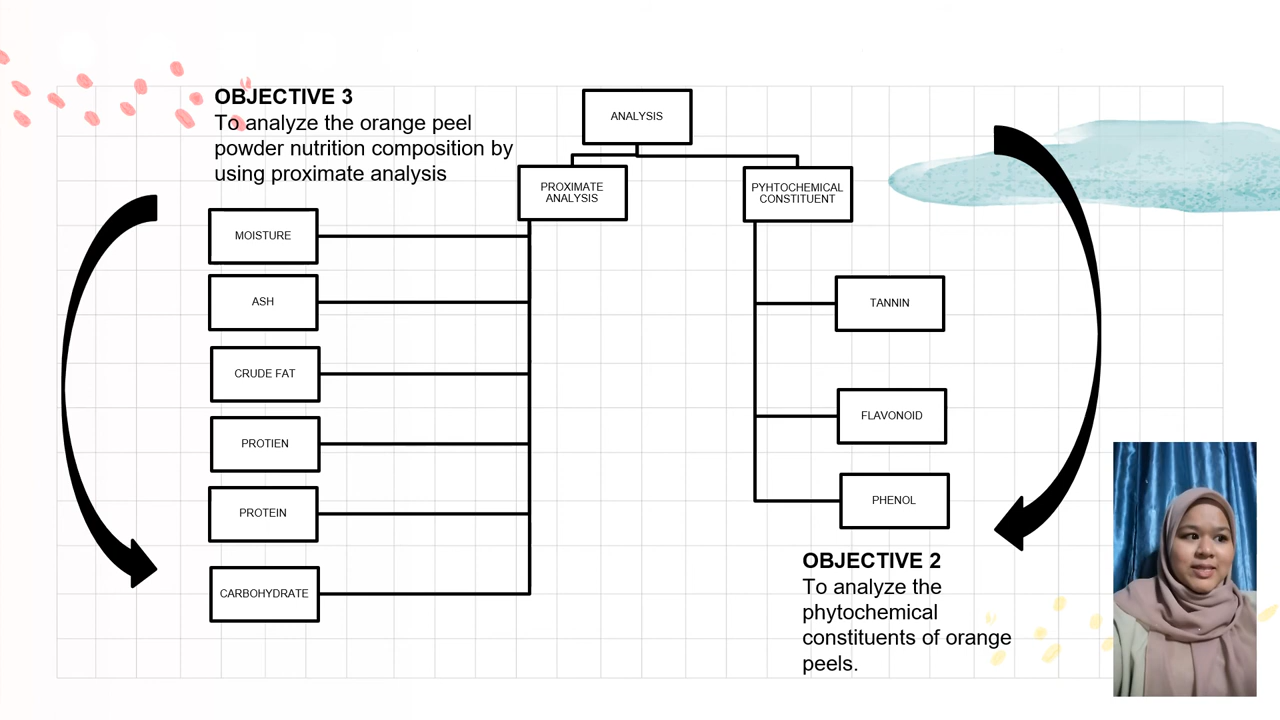 OBJECTIVE 3
To analyze the orange peel
powder nutrition composition by
using proximate analysis
ANALYSIS
PROXIMATE
ANALYSIS
PYHTOCHEMICAL
CONSTITUENT
MOISTURE
ASH
CRUDE FAT
PROTIEN
PROTEIN
CARBOHYDRATE
TANNIN
FLAVONOID
PHENOL
OBJECTIVE 2
To analyze the
phytochemical
constituents of orange
peels.